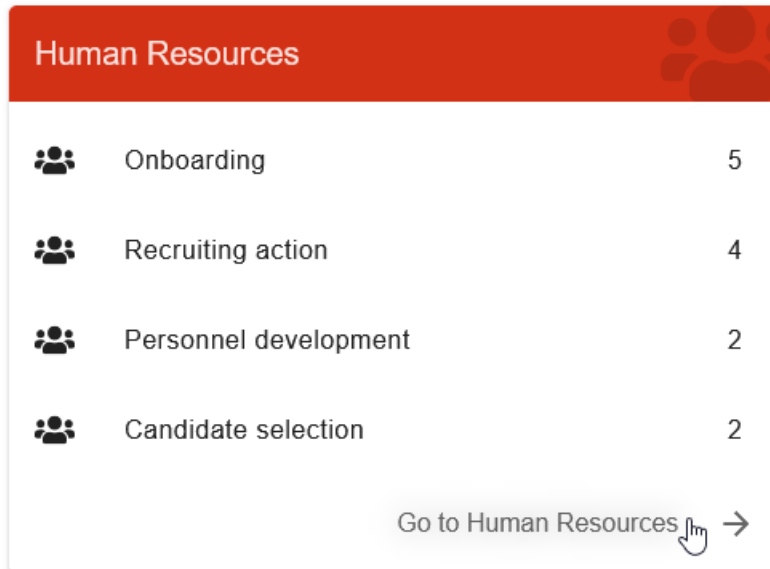 Human Resources
Onboarding 5
Recruiting action 4
Personnel development 2
Candidate selection 2
Go to Human Resources